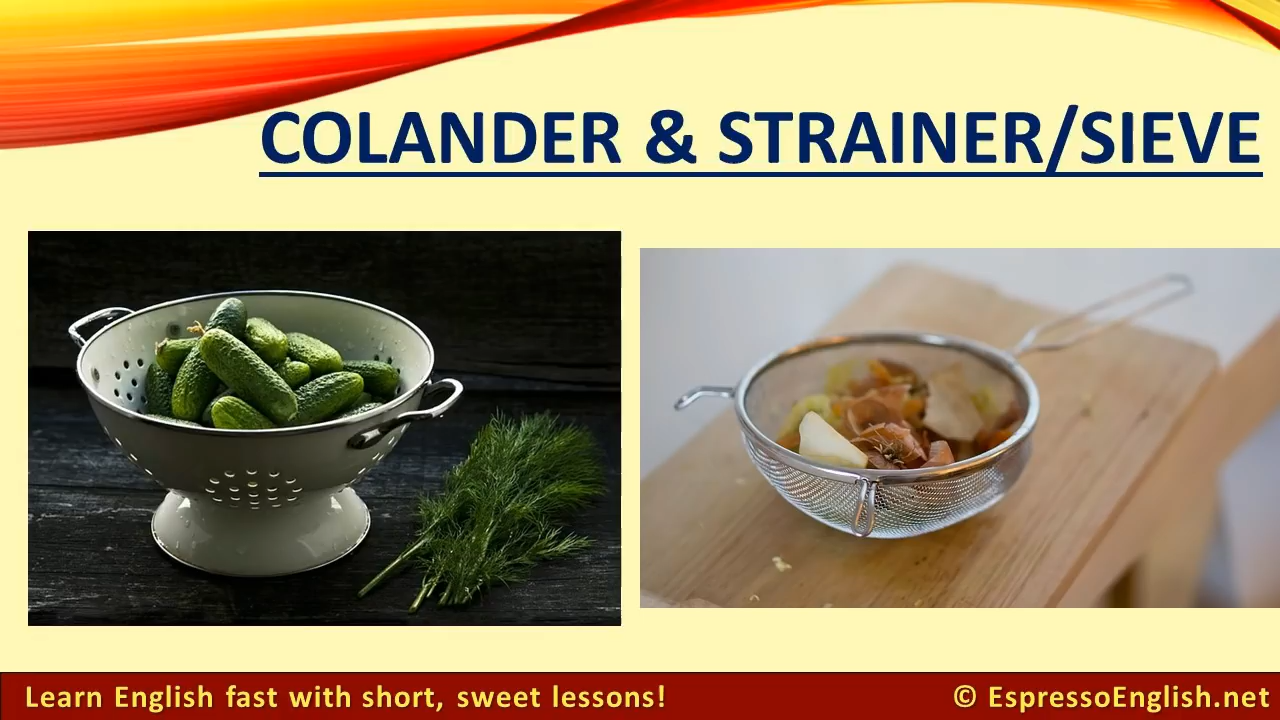 COLANDER & STRAINER/SIEVE
Learn English fast with short, sweet lessons!
© EspressoEnglish.net